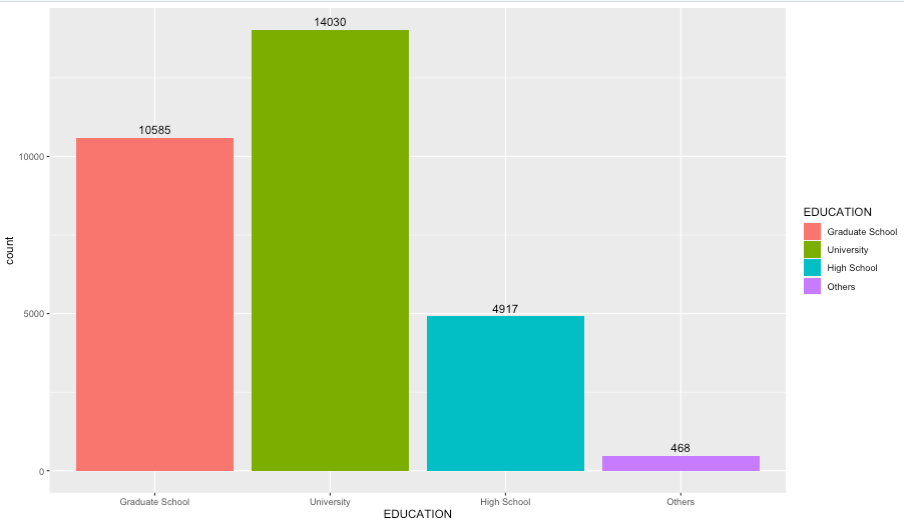 14030
10585
4917
468
10000
5000
0
count
Graduate School
University
High School
Others
EDUCATION
EDUCATION
Graduate School
University
High School
Others